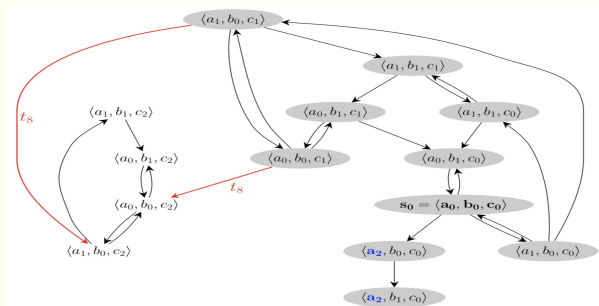 ⟨a₁, b₀, c₁⟩
⟨a₁, b₁, c₁⟩
t₈
⟨a₁, b₁, c₂⟩
⟨a₀, b₁, c₁⟩
⟨a₁, b₁, c₀⟩
⟨a₀, b₁, c₂⟩
⟨a₀, b₀, c₁⟩
⟨a₀, b₁, c₀⟩
t₈
⟨a₀, b₀, c₂⟩
s₀ = ⟨a₀, b₀, c₀⟩
⟨a₁, b₀, c₂⟩
⟨a₂, b₀, c₀⟩
⟨a₁, b₀, c₀⟩
⟨a₂, b₁, c₀⟩